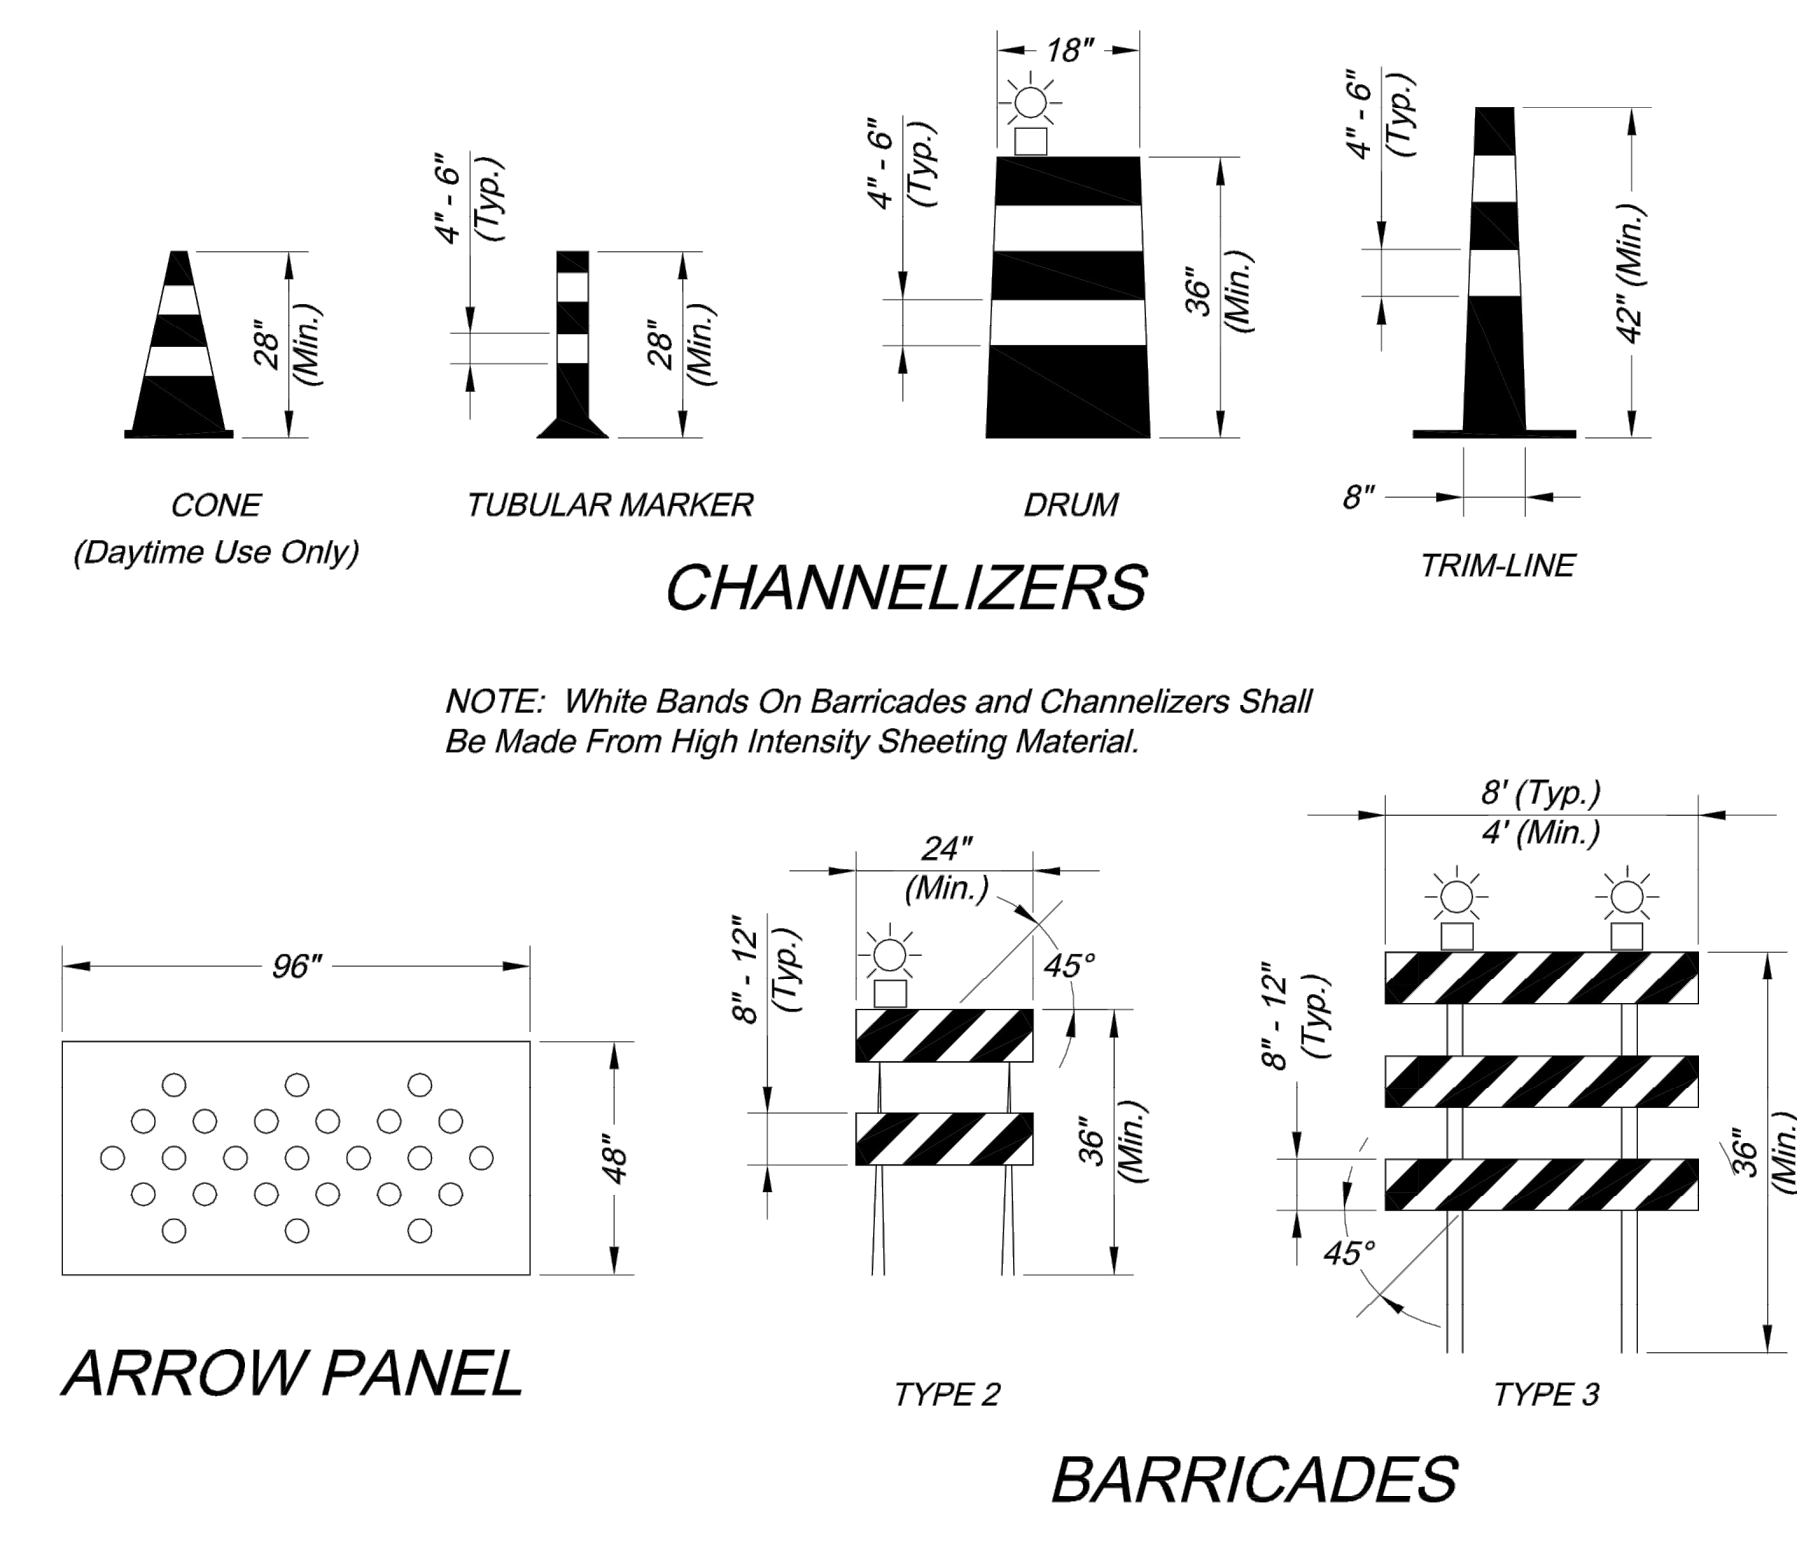 18"
4" - 6"
(Typ.)
4" - 6"
(Typ.)
4" - 6"
(Typ.)
28"
(Min.)
28"
(Min.)
36"
(Min.)
42" (Min.)
8"
CONE
(Daytime Use Only)
TUBULAR MARKER
DRUM
TRIM-LINE
CHANNELIZERS
NOTE: White Bands On Barricades and Channelizers Shall
Be Made From High Intensity Sheeting Material.
96"
48"
ARROW PANEL
24"
(Min.)
8" - 12"
(Typ.)
45°
36"
(Min.)
TYPE 2
8' (Typ.)
4' (Min.)
8" - 12"
(Typ.)
45°
36"
(Min.)
TYPE 3
BARRICADES